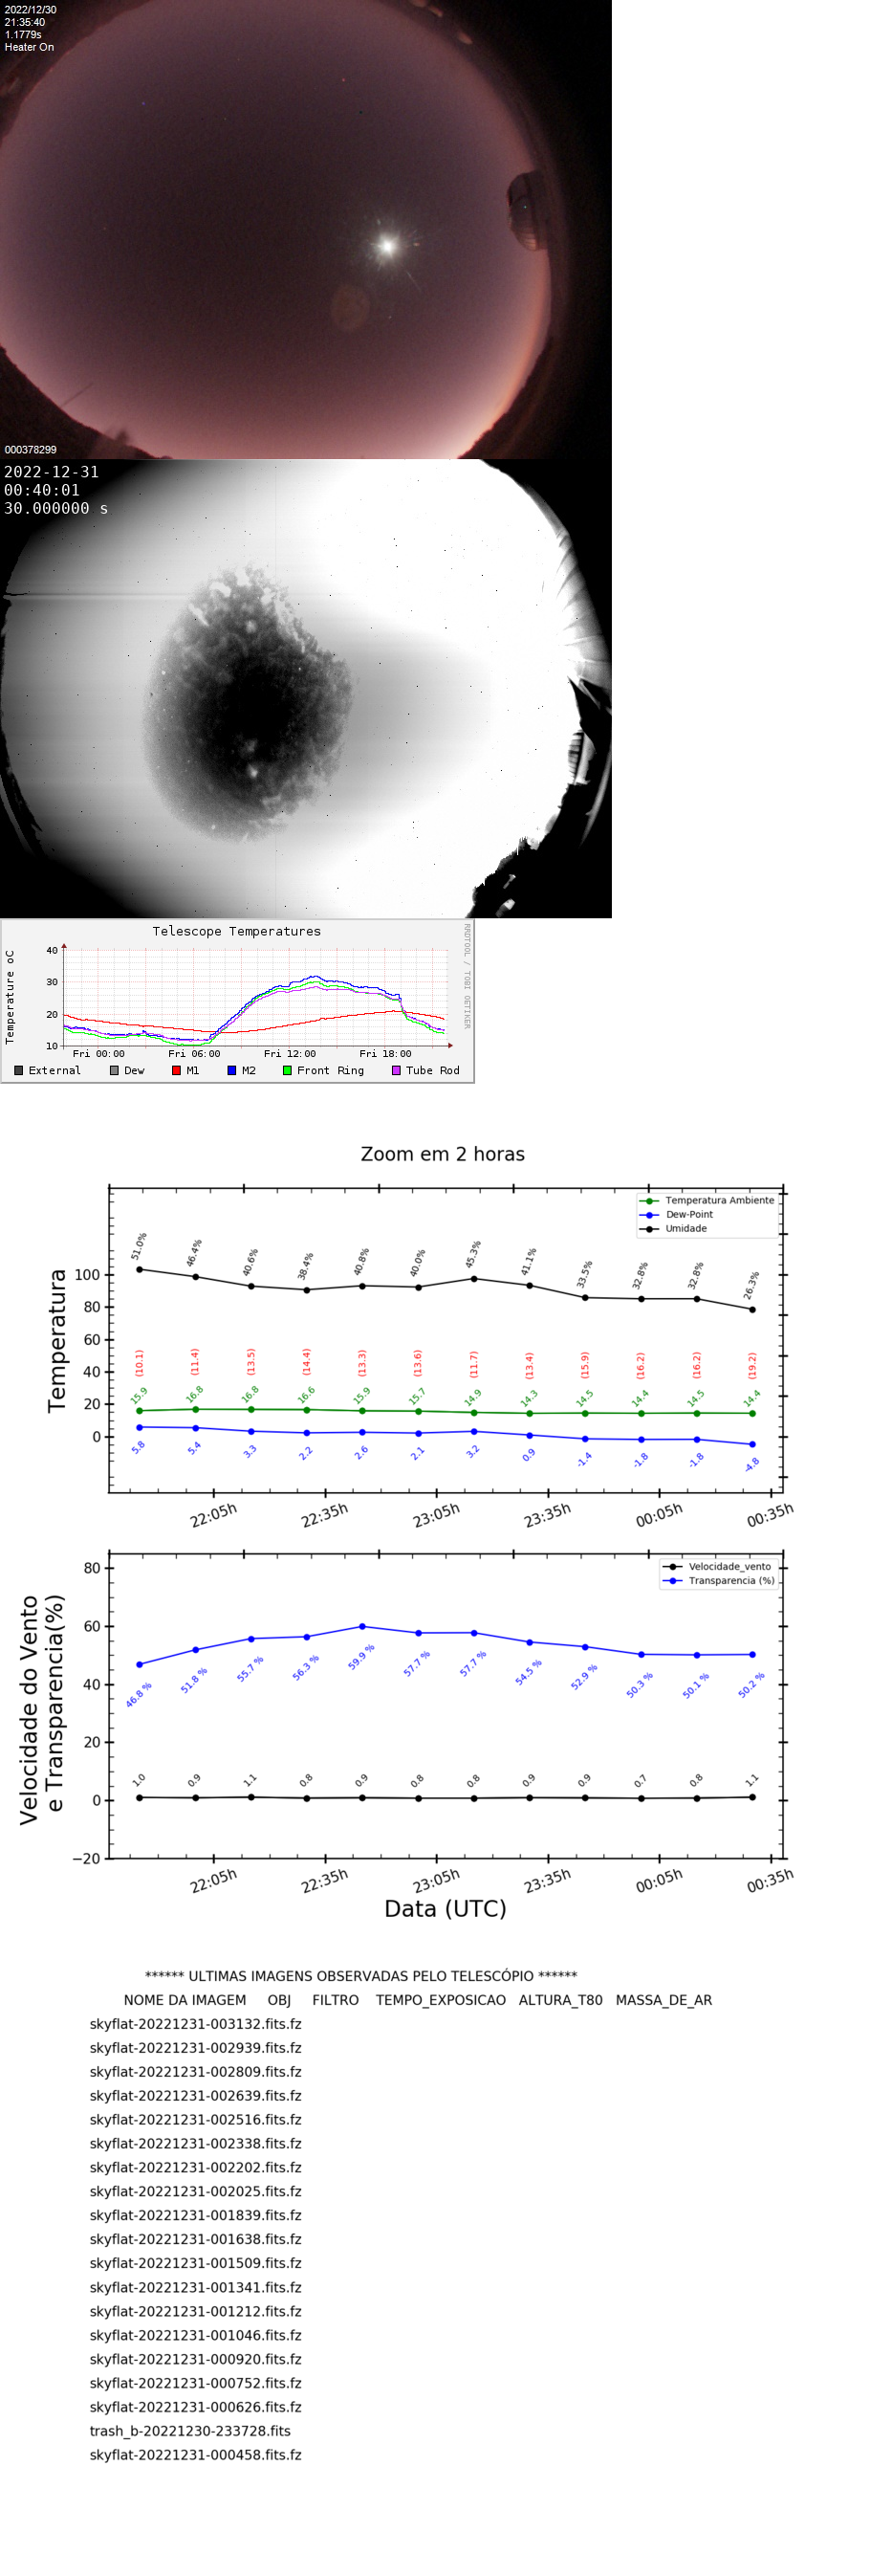 2022/12/30
21:35:40
1.1779s
Heater On
000378299
2022-12-31
00:40:01
30.000000 s
Telescope Temperatures
RRDTOOL / TOBI OETIKER
Temperature oC
40
30
20
10
Fri 00:00 Fri 06:00 Fri 12:00 Fri 18:00
External Dew M1 M2 Front Ring Tube Rod
Zoom em 2 horas
Temperatura Ambiente
Dew-Point
Umidade
Temperatura
100
80
60
40
20
0
51.0% 46.4% 40.6% 38.4% 40.8% 40.0% 45.3% 41.1% 33.5% 32.8% 32.8% 26.3%
(10.1) (11.4) (13.5) (14.4) (13.3) (13.6) (11.7) (13.4) (15.9) (16.2) (16.2) (19.2)
15.9 16.8 16.8 16.6 15.9 15.7 14.9 14.3 14.5 14.4 14.5 14.4
5.8 5.4 3.3 2.2 2.6 2.1 3.2 0.9 -1.4 -1.8 -1.8 -4.8
22:05h 22:35h 23:05h 23:35h 00:05h 00:35h
Velocidade_vento
Transparencia (%)
Velocidade do Vento
e Transparencia(%)
80
60
40
20
0
−20
46.8 % 51.8 % 55.7 % 56.3 % 59.9 % 57.7 % 57.7 % 54.5 % 52.9 % 50.3 % 50.1 % 50.2 %
1.0 0.9 1.1 0.8 0.9 0.8 0.8 0.9 0.9 0.7 0.8 1.1
22:05h 22:35h 23:05h 23:35h 00:05h 00:35h
Data (UTC)
****** ULTIMAS IMAGENS OBSERVADAS PELO TELESCÓPIO ******
NOME DA IMAGEM OBJ FILTRO TEMPO_EXPOSICAO ALTURA_T80 MASSA_DE_AR
skyflat-20221231-003132.fits.fz
skyflat-20221231-002939.fits.fz
skyflat-20221231-002809.fits.fz
skyflat-20221231-002639.fits.fz
skyflat-20221231-002516.fits.fz
skyflat-20221231-002338.fits.fz
skyflat-20221231-002202.fits.fz
skyflat-20221231-002025.fits.fz
skyflat-20221231-001839.fits.fz
skyflat-20221231-001638.fits.fz
skyflat-20221231-001509.fits.fz
skyflat-20221231-001341.fits.fz
skyflat-20221231-001212.fits.fz
skyflat-20221231-001046.fits.fz
skyflat-20221231-000920.fits.fz
skyflat-20221231-000752.fits.fz
skyflat-20221231-000626.fits.fz
trash_b-20221230-233728.fits
skyflat-20221231-000458.fits.fz